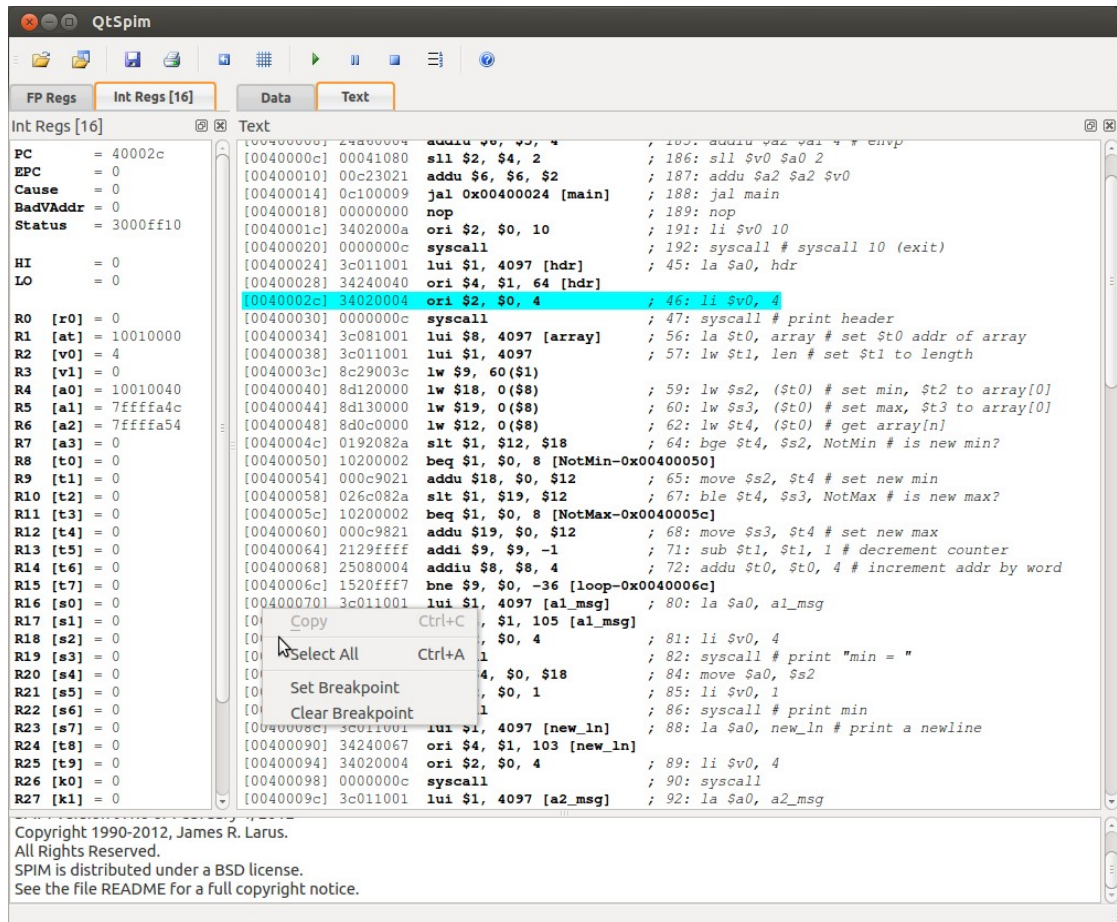 QtSpim
FP Regs
Int Regs [16]
Data
Text
Int Regs [16]
PC = 40002c
EPC = 0
Cause = 0
BadVAddr = 0
Status = 3000ff10
HI = 0
LO = 0
R0 [r0] = 0
R1 [at] = 10010000
R2 [v0] = 4
R3 [v1] = 0
R4 [a0] = 10010040
R5 [a1] = 7ffffa4c
R6 [a2] = 7ffffa54
R7 [a3] = 0
R8 [t0] = 0
R9 [t1] = 0
R10 [t2] = 0
R11 [t3] = 0
R12 [t4] = 0
R13 [t5] = 0
R14 [t6] = 0
R15 [t7] = 0
R16 [s0] = 0
R17 [s1] = 0
R18 [s2] = 0
R19 [s3] = 0
R20 [s4] = 0
R21 [s5] = 0
R22 [s6] = 0
R23 [s7] = 0
R24 [t8] = 0
R25 [t9] = 0
R26 [k0] = 0
R27 [k1] = 0
Text
[00400008] 24a60004 addiu $6, $5, 4 ; 185: addiu $a2 $a1 4 # envp
[0040000c] 00041080 sll $2, $4, 2 ; 186: sll $v0 $a0 2
[00400010] 00c23021 addu $6, $6, $2 ; 187: addu $a2 $a2 $v0
[00400014] 0c100009 jal 0x00400024 [main] ; 188: jal main
[00400018] 00000000 nop ; 189: nop
[0040001c] 3402000a ori $2, $0, 10 ; 191: li $v0 10
[00400020] 0000000c syscall ; 192: syscall # syscall 10 (exit)
[00400024] 3c011001 lui $1, 4097 [hdr] ; 45: la $a0, hdr
[00400028] 34240040 ori $4, $1, 64 [hdr]
[0040002c] 34020004 ori $2, $0, 4 ; 46: li $v0, 4
[00400030] 0000000c syscall ; 47: syscall # print header
[00400034] 3c081001 lui $8, 4097 [array] ; 56: la $t0, array # set $t0 addr of array
[00400038] 3c011001 lui $1, 4097 ; 57: lw $t1, len # set $t1 to length
[0040003c] 8c29003c lw $9, 60($1)
[00400040] 8d120000 lw $18, 0($8) ; 59: lw $s2, ($t0) # set min, $t2 to array[0]
[00400044] 8d130000 lw $19, 0($8) ; 60: lw $s3, ($t0) # set max, $t3 to array[0]
[00400048] 8d0c0000 lw $12, 0($8) ; 62: lw $t4, ($t0) # get array[n]
[0040004c] 0192082a slt $1, $12, $18 ; 64: bge $t4, $s2, NotMin # is new min?
[00400050] 10200002 beq $1, $0, 8 [NotMin-0x00400050]
[00400054] 000c9021 addu $18, $0, $12 ; 65: move $s2, $t4 # set new min
[00400058] 026c082a slt $1, $19, $12 ; 67: ble $t4, $s3, NotMax # is new max?
[0040005c] 10200002 beq $1, $0, 8 [NotMax-0x0040005c]
[00400060] 000c9821 addu $19, $0, $12 ; 68: move $s3, $t4 # set new max
[00400064] 2129ffff addi $9, $9, -1 ; 71: sub $t1, $t1, 1 # decrement counter
[00400068] 25080004 addiu $8, $8, 4 ; 72: addu $t0, $t0, 4 # increment addr by word
[0040006c] 1520fff7 bne $9, $0, -36 [loop-0x0040006c]
[00400070] 3c011001 lui $1, 4097 [a1_msg] ; 80: la $a0, a1_msg
$1, 105 [a1_msg]
$0, 4 ; 81: li $v0, 4
; 82: syscall # print "min = "
$0, $18 ; 84: move $a0, $s2
$0, 1 ; 85: li $v0, 1
; 86: syscall # print min
[0040008c] 3c011001 lui $1, 4097 [new_ln] ; 88: la $a0, new_ln # print a newline
[00400090] 34240067 ori $4, $1, 103 [new_ln]
[00400094] 34020004 ori $2, $0, 4 ; 89: li $v0, 4
[00400098] 0000000c syscall ; 90: syscall
[0040009c] 3c011001 lui $1, 4097 [a2_msg] ; 92: la $a0, a2_msg
Copy Ctrl+C
Select All Ctrl+A
Set Breakpoint
Clear Breakpoint
Copyright 1990-2012, James R. Larus.
All Rights Reserved.
SPIM is distributed under a BSD license.
See the file README for a full copyright notice.